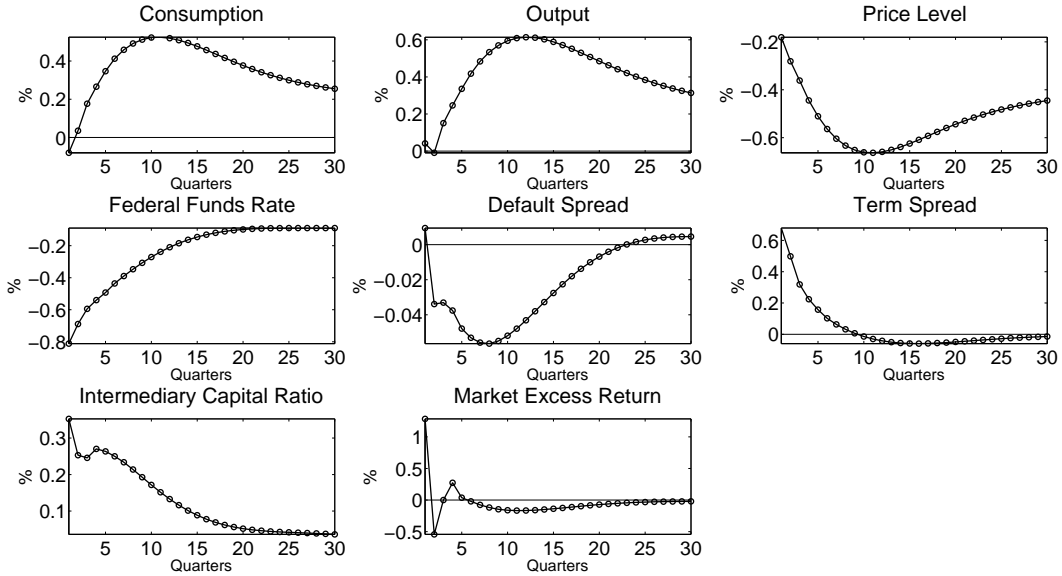 Consumption
Output
Price Level
0.4
0.2
0
%
5 10 15 20 25 30
Quarters
0.6
0.4
0.2
0
%
5 10 15 20 25 30
Quarters
−0.2
−0.4
−0.6
%
5 10 15 20 25 30
Quarters
Federal Funds Rate
Default Spread
Term Spread
−0.2
−0.4
−0.6
−0.8
%
5 10 15 20 25 30
Quarters
0
−0.02
−0.04
%
5 10 15 20 25 30
Quarters
0.6
0.4
0.2
0
%
5 10 15 20 25 30
Quarters
Intermediary Capital Ratio
Market Excess Return
0.3
0.2
0.1
%
5 10 15 20 25 30
Quarters
1
0.5
0
−0.5
%
5 10 15 20 25 30
Quarters